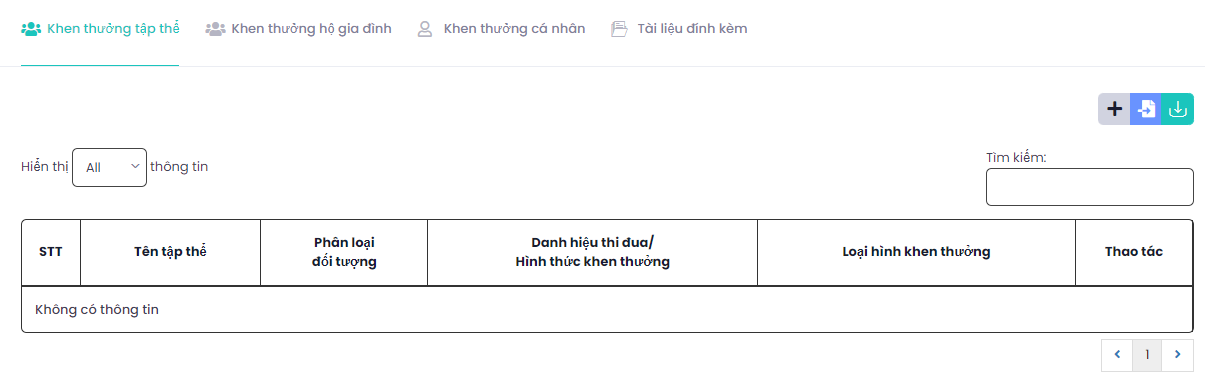 Khen thưởng tập thể Khen thưởng hộ gia đình Khen thưởng cá nhân Tài liệu đính kèm
Hiển thị All thông tin
Tìm kiếm:
STT Tên tập thể Phân loại đối tượng Danh hiệu thi đua/ Hình thức khen thưởng Loại hình khen thưởng Thao tác
Không có thông tin
1